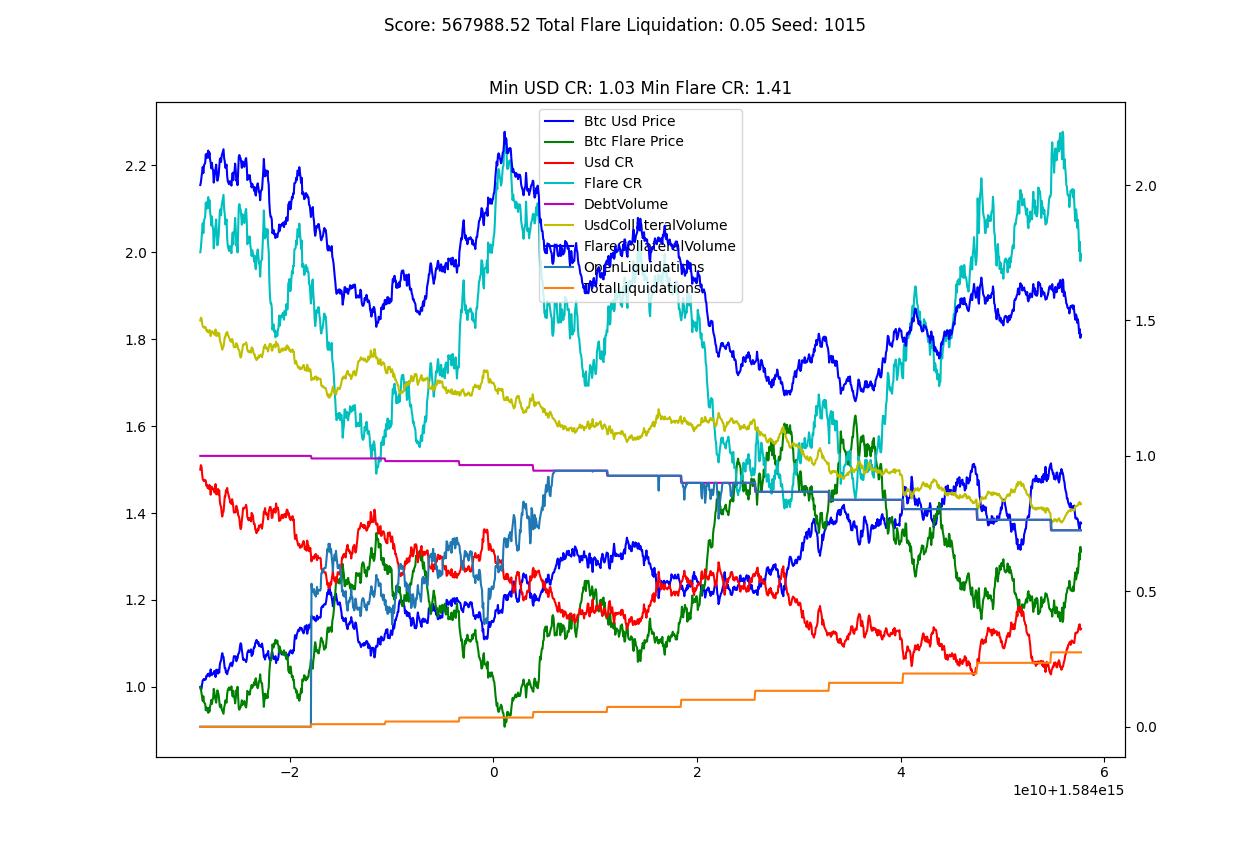 Score: 567988.52 Total Flare Liquidation: 0.05 Seed: 1015
Min USD CR: 1.03 Min Flare CR: 1.41
Btc Usd Price
Btc Flare Price
Usd CR
Flare CR
DebtVolume
UsdCollateralVolume
FlareCollateralVolume
OpenLiquidations
TotalLiquidations
2.2
2.0
1.8
1.6
1.4
1.2
1.0
2.0
1.5
1.0
0.5
0.0
−2
0
2
4
6
1e10+1.584e15